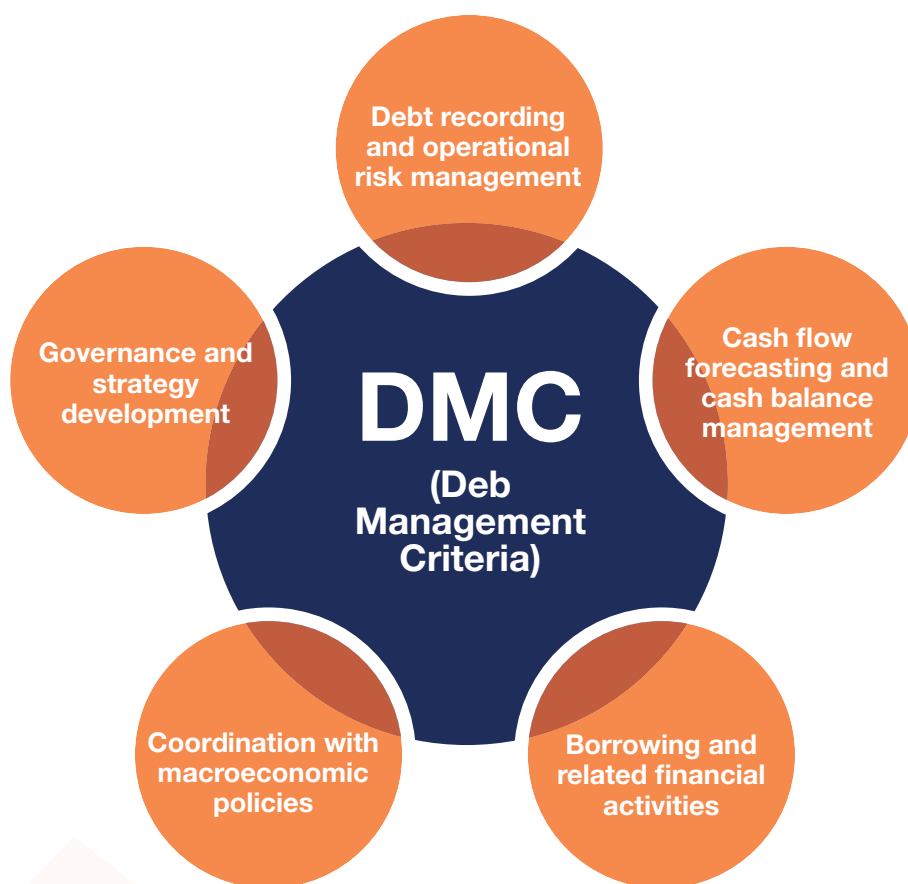 Debt recording
and operational
risk management
Governance and
strategy
development
Cash flow
forecasting and
cash balance
management
DMC
(Deb
Management
Criteria)
Coordination with
macroeconomic
policies
Borrowing and
related financial
activities